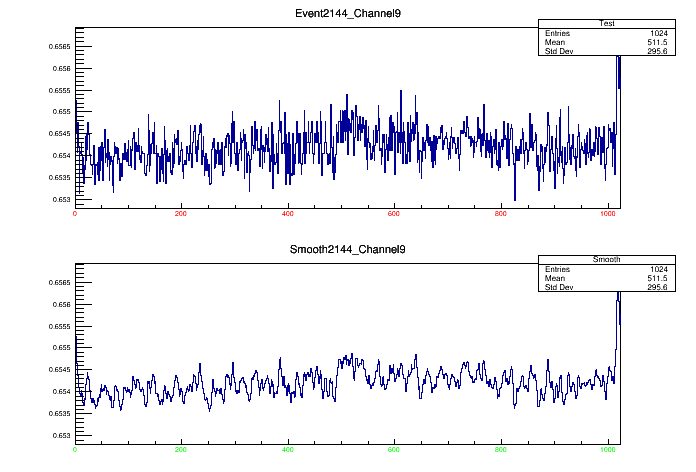 Event2144_Channel9
Test
Entries 1024
Mean 511.5
Std Dev 295.6
0.6565
0.656
0.6555
0.655
0.6545
0.654
0.6535
0.653
0 200 400 600 800 1000
Smooth2144_Channel9
Smooth
Entries 1024
Mean 511.5
Std Dev 295.6
0.6565
0.656
0.6555
0.655
0.6545
0.654
0.6535
0.653
0 200 400 600 800 1000